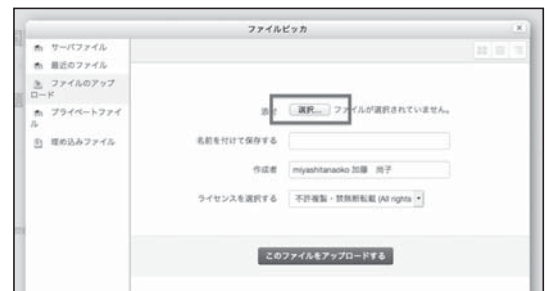 ファイルピッカ
サーバファイル
最近のファイル
ファイルのアップ
ロード
プライベートファイ
ル
埋め込みファイル
選択... ファイルが選択されていません。
名前を付けて保存する
作成者 miyashitanaoko 加藤 尚子
ライセンスを選択する 不許複製・禁無断転載 (All rights
このファイルをアップロードする